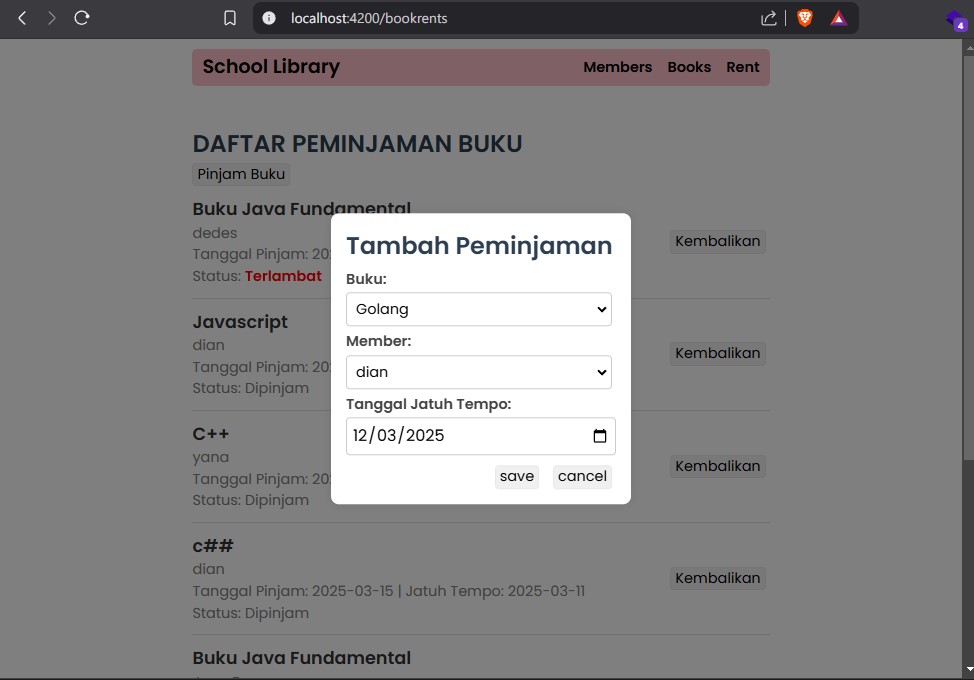 localhost:4200/bookrents
4
School Library
Members Books Rent
DAFTAR PEMINJAMAN BUKU
Pinjam Buku
Buku Java Fundamental
dedes
Tanggal Pinjam: 20
Status: Terlambat
Kembalikan
Javascript
dian
Tanggal Pinjam: 20
Status: Dipinjam
Kembalikan
C++
yana
Tanggal Pinjam: 20
Status: Dipinjam
Kembalikan
c##
dian
Tanggal Pinjam: 2025-03-15 | Jatuh Tempo: 2025-03-11
Status: Dipinjam
Kembalikan
Buku Java Fundamental
Tambah Peminjaman
Buku:
Golang
Member:
dian
Tanggal Jatuh Tempo:
12/03/2025
save cancel